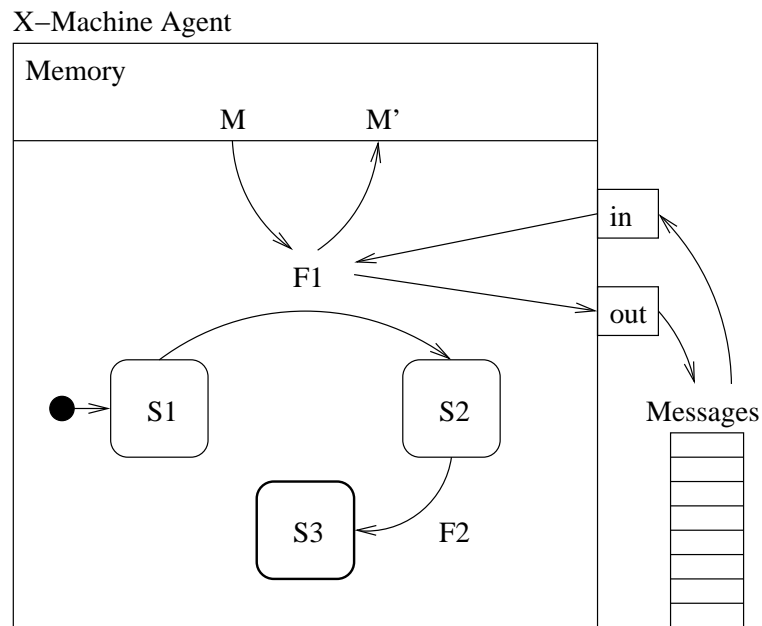 X–Machine Agent
Memory
M M’
in
F1
out
S1 S2
Messages
S3 F2